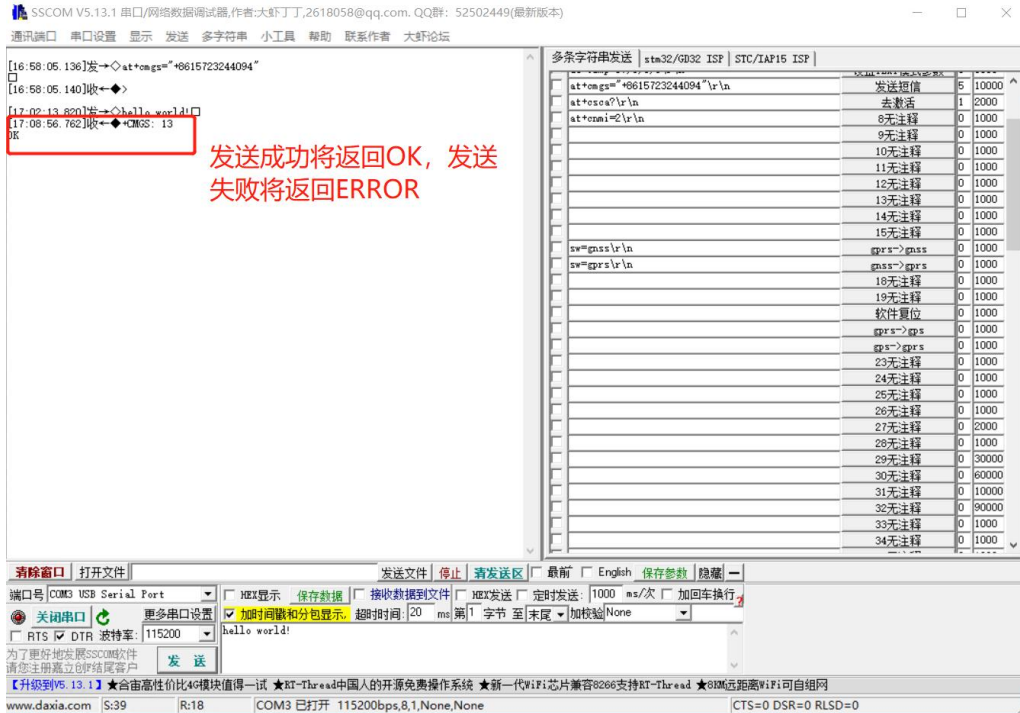 SSCOM V5.13.1 串口/网络数据调试器,作者:大虾丁丁,2618058@qq.com. QQ群: 52502449(最新版本)
通讯端口 串口设置 显示 发送 多字符串 小工具 帮助 联系作者 大虾论坛
[16:58:05.136]发→◇at+cmgs="+8615723244094"
□
[16:58:05.140]收←◆>
[17:02:13.820]发→◇hello world!□
[17:08:56.762]收←◆+CMGS: 13
OK
发送成功将返回OK，发送
失败将返回ERROR
多条字符串发送 stm32/GD32 ISP STC/IAP15 ISP
at+cmgs="+8615723244094"\r\n 发送短信 5 10000
at+csca?\r\n 去激活 1 2000
at+cnmi=2\r\n 8无注释 0 1000
9无注释 0 1000
10无注释 0 1000
11无注释 0 1000
12无注释 0 1000
13无注释 0 1000
14无注释 0 1000
15无注释 0 1000
sw=gnss\r\n gprs->gnss 0 1000
sw=gprs\r\n gnss->gprs 0 1000
18无注释 0 1000
19无注释 0 1000
软件复位 0 1000
gprs->gps 0 1000
gps->gprs 0 1000
23无注释 0 1000
24无注释 0 1000
25无注释 0 1000
26无注释 0 1000
27无注释 0 2000
28无注释 0 1000
29无注释 0 30000
30无注释 0 60000
31无注释 0 10000
32无注释 0 90000
33无注释 0 1000
34无注释 0 1000
清除窗口 打开文件 发送文件 停止 清发送区 最前 English 保存参数 隐藏 —
端口号 COM3 USB Serial Port HEX显示 保存数据 接收数据到文件 HEX发送 定时发送: 1000 ms/次 加回车换行
关闭串口 更多串口设置 加时间戳和分包显示, 超时时间: 20 ms 第 1 字节 至 末尾 加校验 None
RTS DTR 波特率: 115200 hello world!
为了更好地发展SSCOM软件
请您注册嘉立创F结尾客户
发 送
【升级到V5.13.1】★合宙高性价比4G模块值得一试 ★RT-Thread中国人的开源免费操作系统 ★新一代WiFi芯片兼容8266支持RT-Thread ★8KM远距离WiFi可自组网
www.daxia.com S:39 R:18 COM3 已打开 115200bps,8,1,None,None CTS=0 DSR=0 RLSD=0